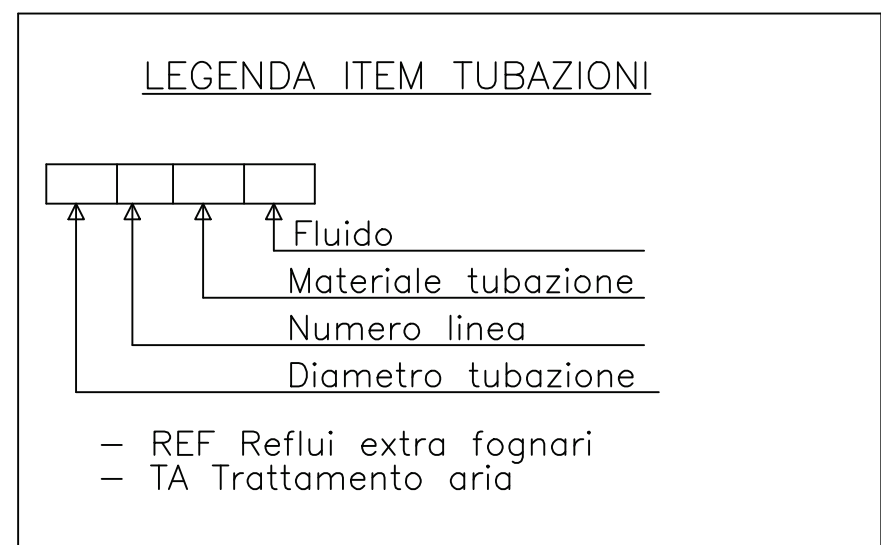 LEGENDA ITEM TUBAZIONI
Fluido
Materiale tubazione
Numero linea
Diametro tubazione
- REF Reflui extra fognari
- TA Trattamento aria